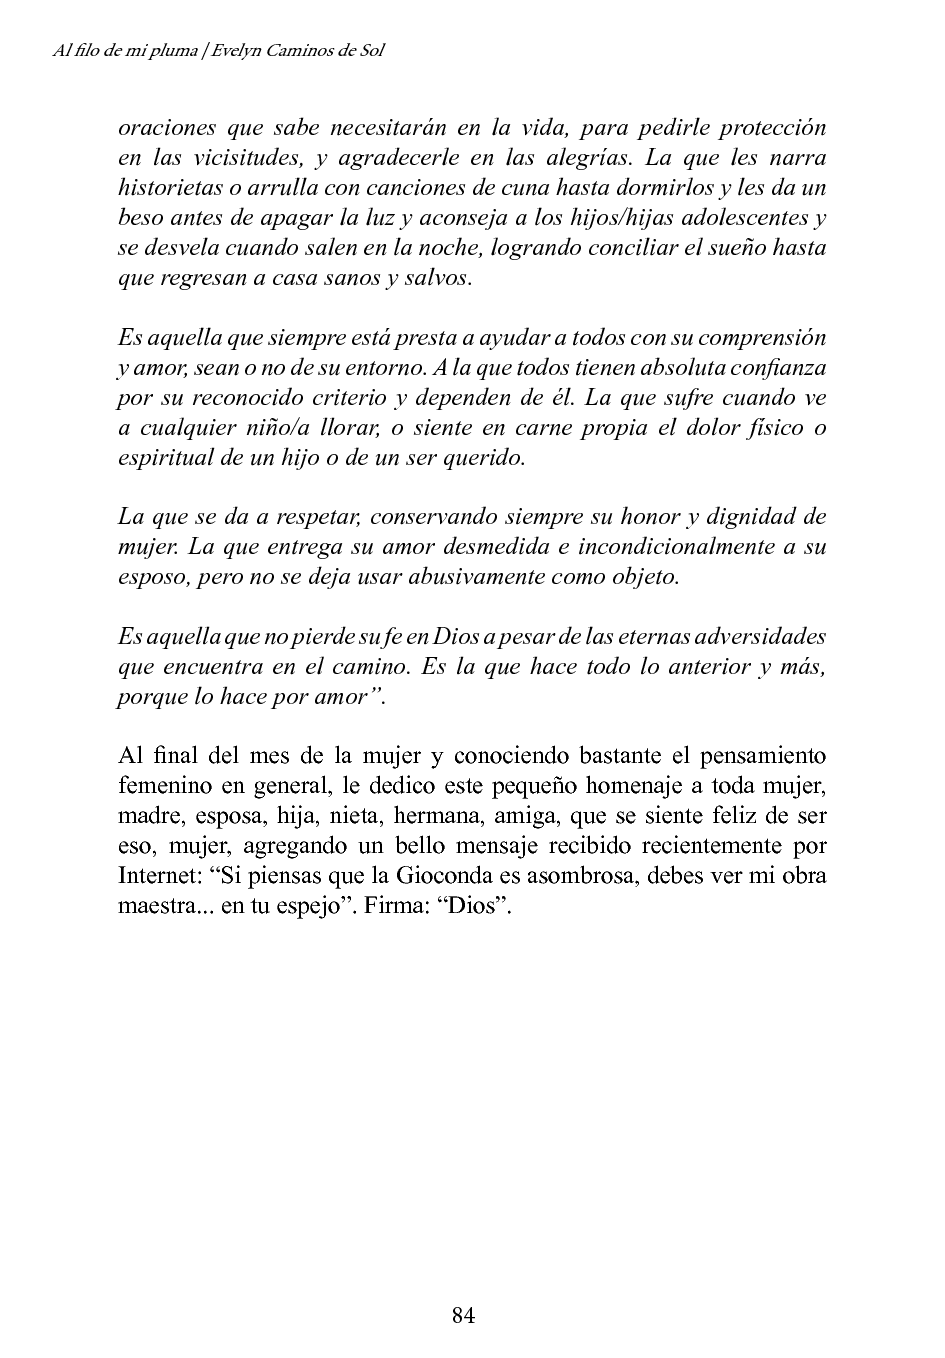 Al filo de mi pluma / Evelyn Caminos de Sol
oraciones que sabe necesitarán en la vida, para pedirle protección
en las vicisitudes, y agradecerle en las alegrías. La que les narra
historietas o arrulla con canciones de cuna hasta dormirlos y les da un
beso antes de apagar la luz y aconseja a los hijos/hijas adolescentes y
se desvela cuando salen en la noche, logrando conciliar el sueño hasta
que regresan a casa sanos y salvos.
Es aquella que siempre está presta a ayudar a todos con su comprensión
y amor, sean o no de su entorno. A la que todos tienen absoluta confianza
por su reconocido criterio y dependen de él. La que sufre cuando ve
a cualquier niño/a llorar, o siente en carne propia el dolor físico o
espiritual de un hijo o de un ser querido.
La que se da a respetar, conservando siempre su honor y dignidad de
mujer. La que entrega su amor desmedida e incondicionalmente a su
esposo, pero no se deja usar abusivamente como objeto.
Es aquella que no pierde su fe en Dios a pesar de las eternas adversidades
que encuentra en el camino. Es la que hace todo lo anterior y más,
porque lo hace por amor”.
Al final del mes de la mujer y conociendo bastante el pensamiento
femenino en general, le dedico este pequeño homenaje a toda mujer,
madre, esposa, hija, nieta, hermana, amiga, que se siente feliz de ser
eso, mujer, agregando un bello mensaje recibido recientemente por
Internet: “Si piensas que la Gioconda es asombrosa, debes ver mi obra
maestra... en tu espejo”. Firma: “Dios”.
84